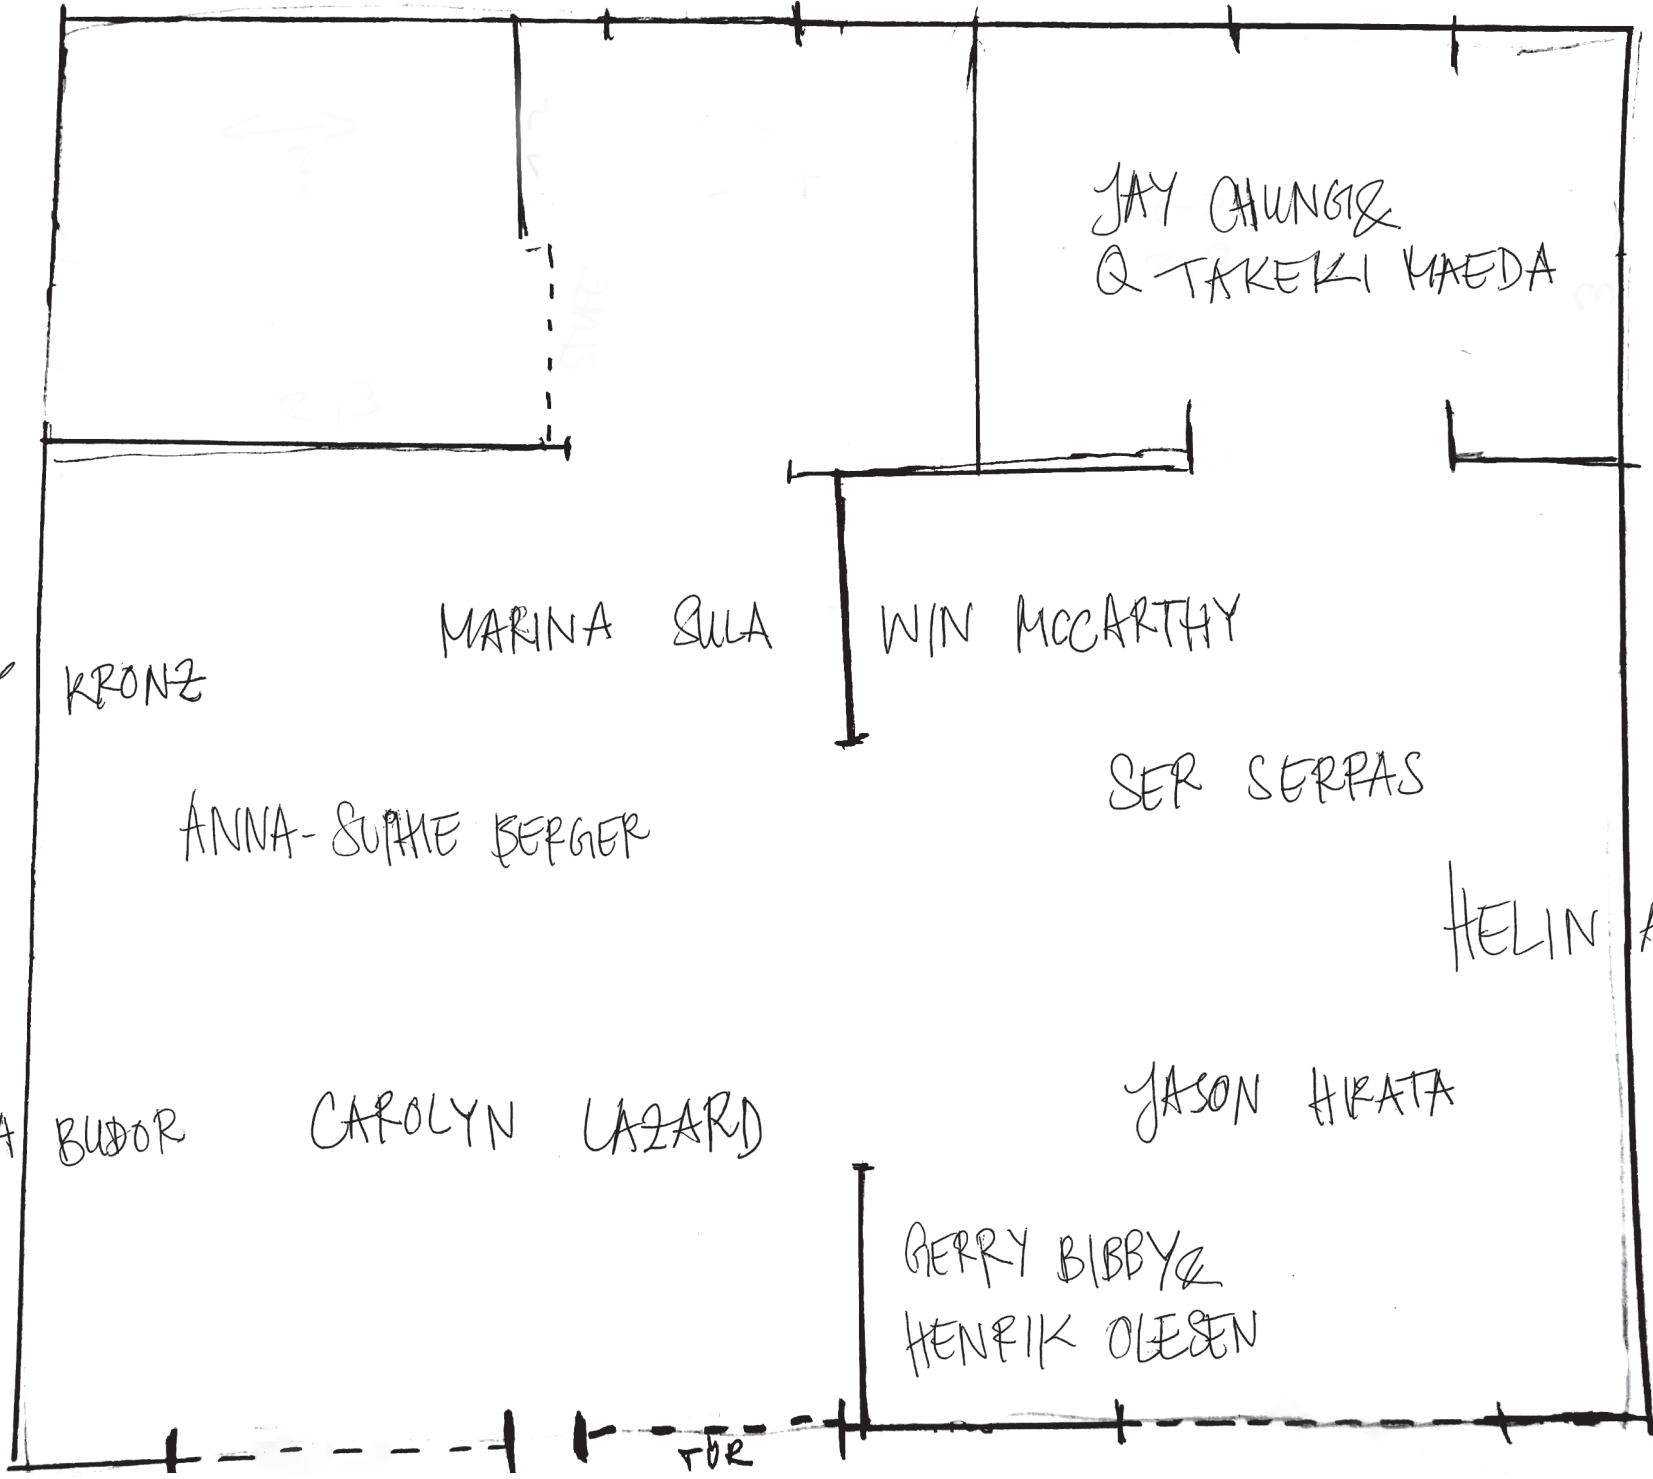 JAY CHUNG &
Q TAKEKI MAEDA
MARINA SULA
WIN MCCARTHY
KRONZ
SER SERPAS
ANNA-SOPHIE BERGER
HELIN A
JASON HIRATA
A BUDOR
CAROLYN LAZARD
GERRY BIBBY &
HENRIK OLESEN
TÜR